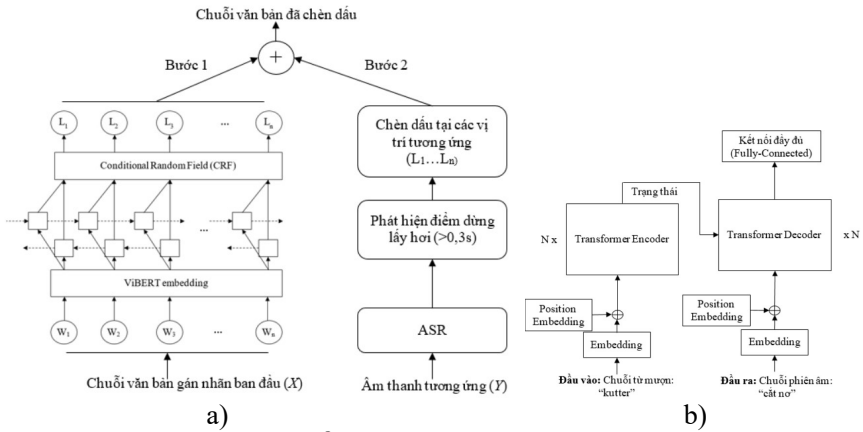 Chuỗi văn bản đã chèn dấu
+
Bước 1
Bước 2
L1 L2 L3 ... Ln
Conditional Random Field (CRF)
...
ViBERT embedding
W1 W2 W3 ... Wn
Chuỗi văn bản gán nhãn ban đầu (X)
a)
Chèn dấu tại các vị
trí tương ứng
(L1...Ln)
Phát hiện điểm dừng
lấy hơi (>0,3s)
ASR
Âm thanh tương ứng (Y)
Kết nối đầy đủ
(Fully-Connected)
Trạng thái
N x
Transformer Encoder
Transformer Decoder
x N
Position
Embedding
Embedding
Position
Embedding
Embedding
Đầu vào: Chuỗi từ mượn:
“kutter”
Đầu ra: Chuỗi phiên âm:
“cắt nơ”
b)